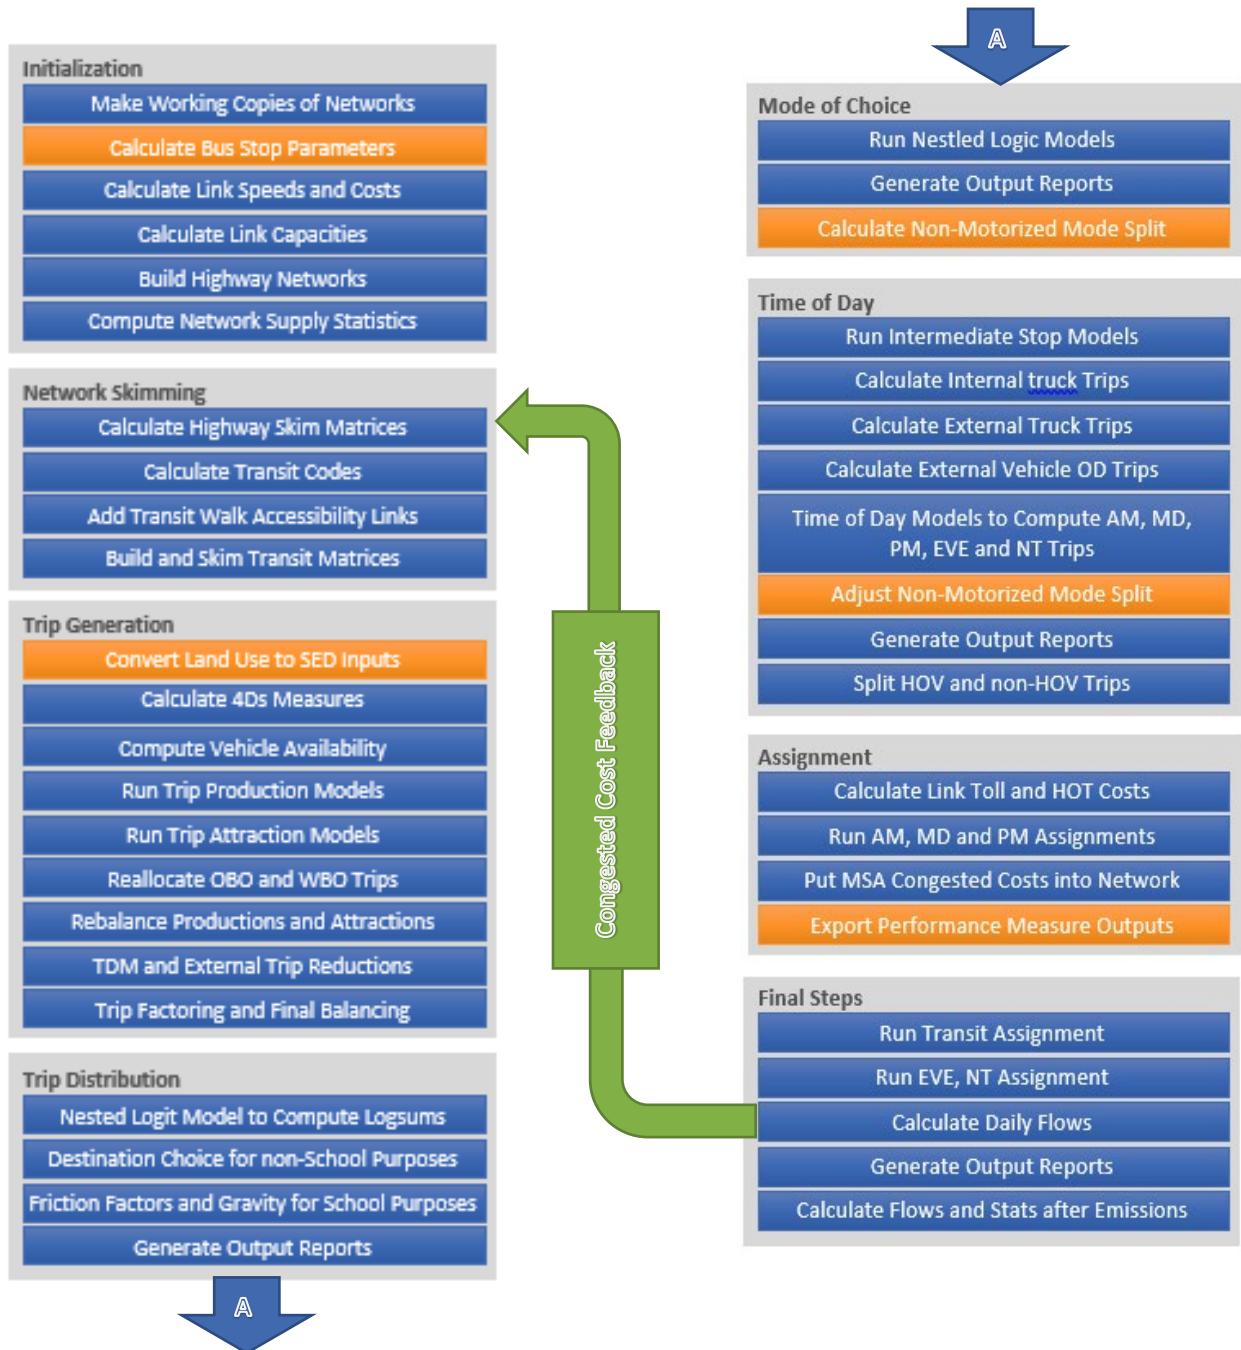 Initialization
Make Working Copies of Networks
Calculate Bus Stop Parameters
Calculate Link Speeds and Costs
Calculate Link Capacities
Build Highway Networks
Compute Network Supply Statistics
Network Skimming
Calculate Highway Skim Matrices
Calculate Transit Codes
Add Transit Walk Accessibility Links
Build and Skim Transit Matrices
Trip Generation
Convert Land Use to SED Inputs
Calculate 4Ds Measures
Compute Vehicle Availability
Run Trip Production Models
Run Trip Attraction Models
Reallocate OBO and WBO Trips
Rebalance Productions and Attractions
TDM and External Trip Reductions
Trip Factoring and Final Balancing
Trip Distribution
Nested Logit Model to Compute Logsums
Destination Choice for non-School Purposes
Friction Factors and Gravity for School Purposes
Generate Output Reports
A
Congested Cost Feedback
A
Mode of Choice
Run Nestled Logic Models
Generate Output Reports
Calculate Non-Motorized Mode Split
Time of Day
Run Intermediate Stop Models
Calculate Internal truck Trips
Calculate External Truck Trips
Calculate External Vehicle OD Trips
Time of Day Models to Compute AM, MD,
PM, EVE and NT Trips
Adjust Non-Motorized Mode Split
Generate Output Reports
Split HOV and non-HOV Trips
Assignment
Calculate Link Toll and HOT Costs
Run AM, MD and PM Assignments
Put MSA Congested Costs into Network
Export Performance Measure Outputs
Final Steps
Run Transit Assignment
Run EVE, NT Assignment
Calculate Daily Flows
Generate Output Reports
Calculate Flows and Stats after Emissions